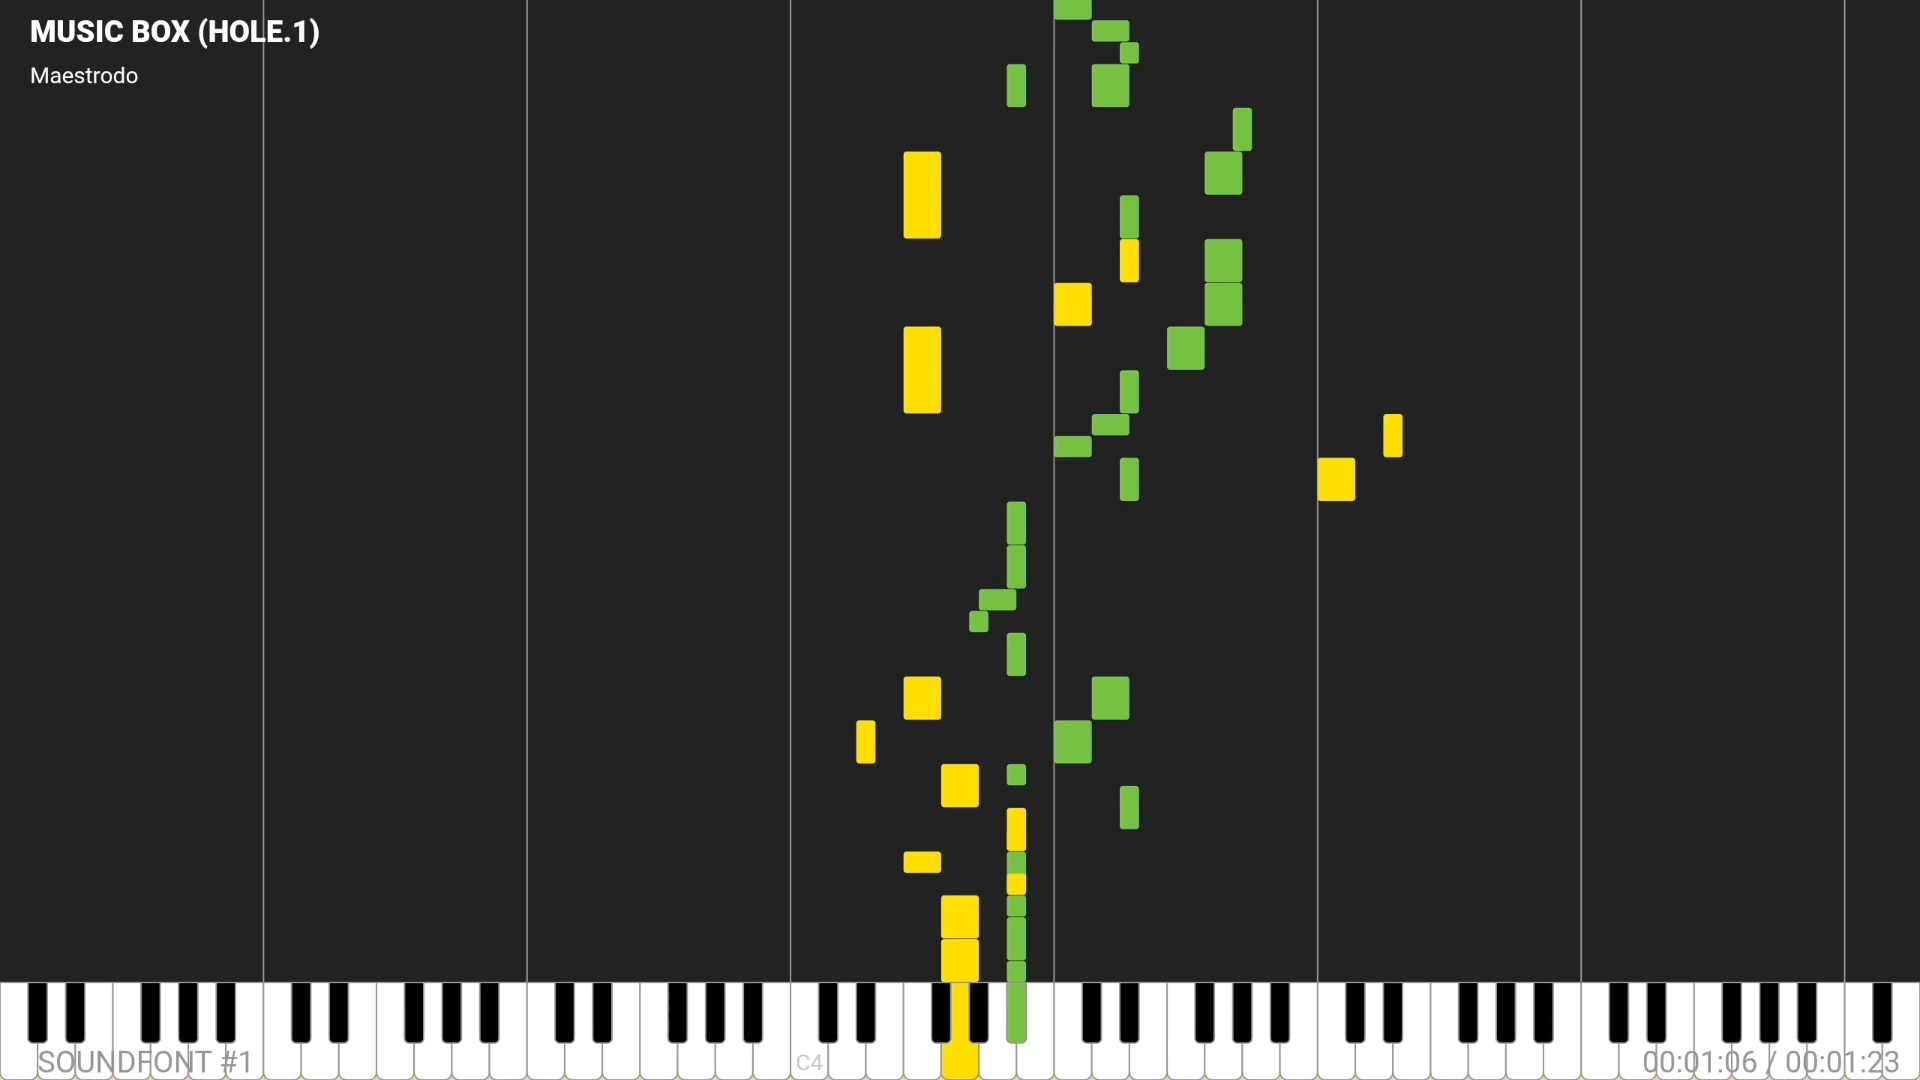 MUSIC BOX (HOLE.1)
Maestrodo
SOUNDFONT #1
C4
00:01:06 / 00:01:23